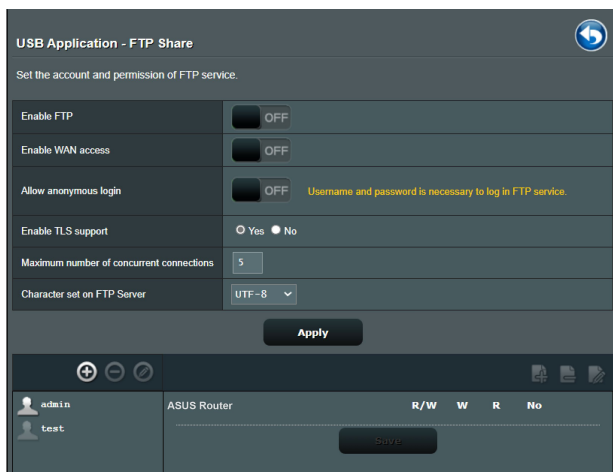 USB Application - FTP Share
Set the account and permission of FTP service.
Enable FTP OFF
Enable WAN access OFF
Allow anonymous login OFF Username and password is necessary to log in FTP service.
Enable TLS support Yes No
Maximum number of concurrent connections 5
Character set on FTP Server UTF-8
Apply
admin
test
ASUS Router R/W W R No
Save